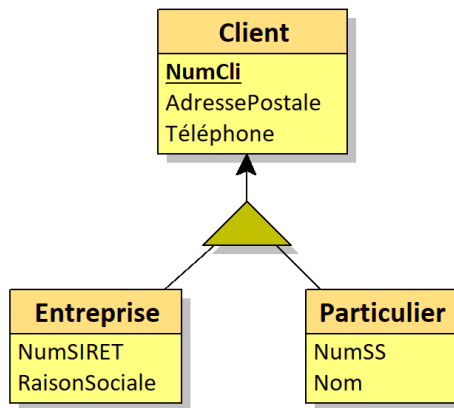 Client
NumCli
AdressePostale
Téléphone
Entreprise
NumSIRET
RaisonSociale
Particulier
NumSS
Nom